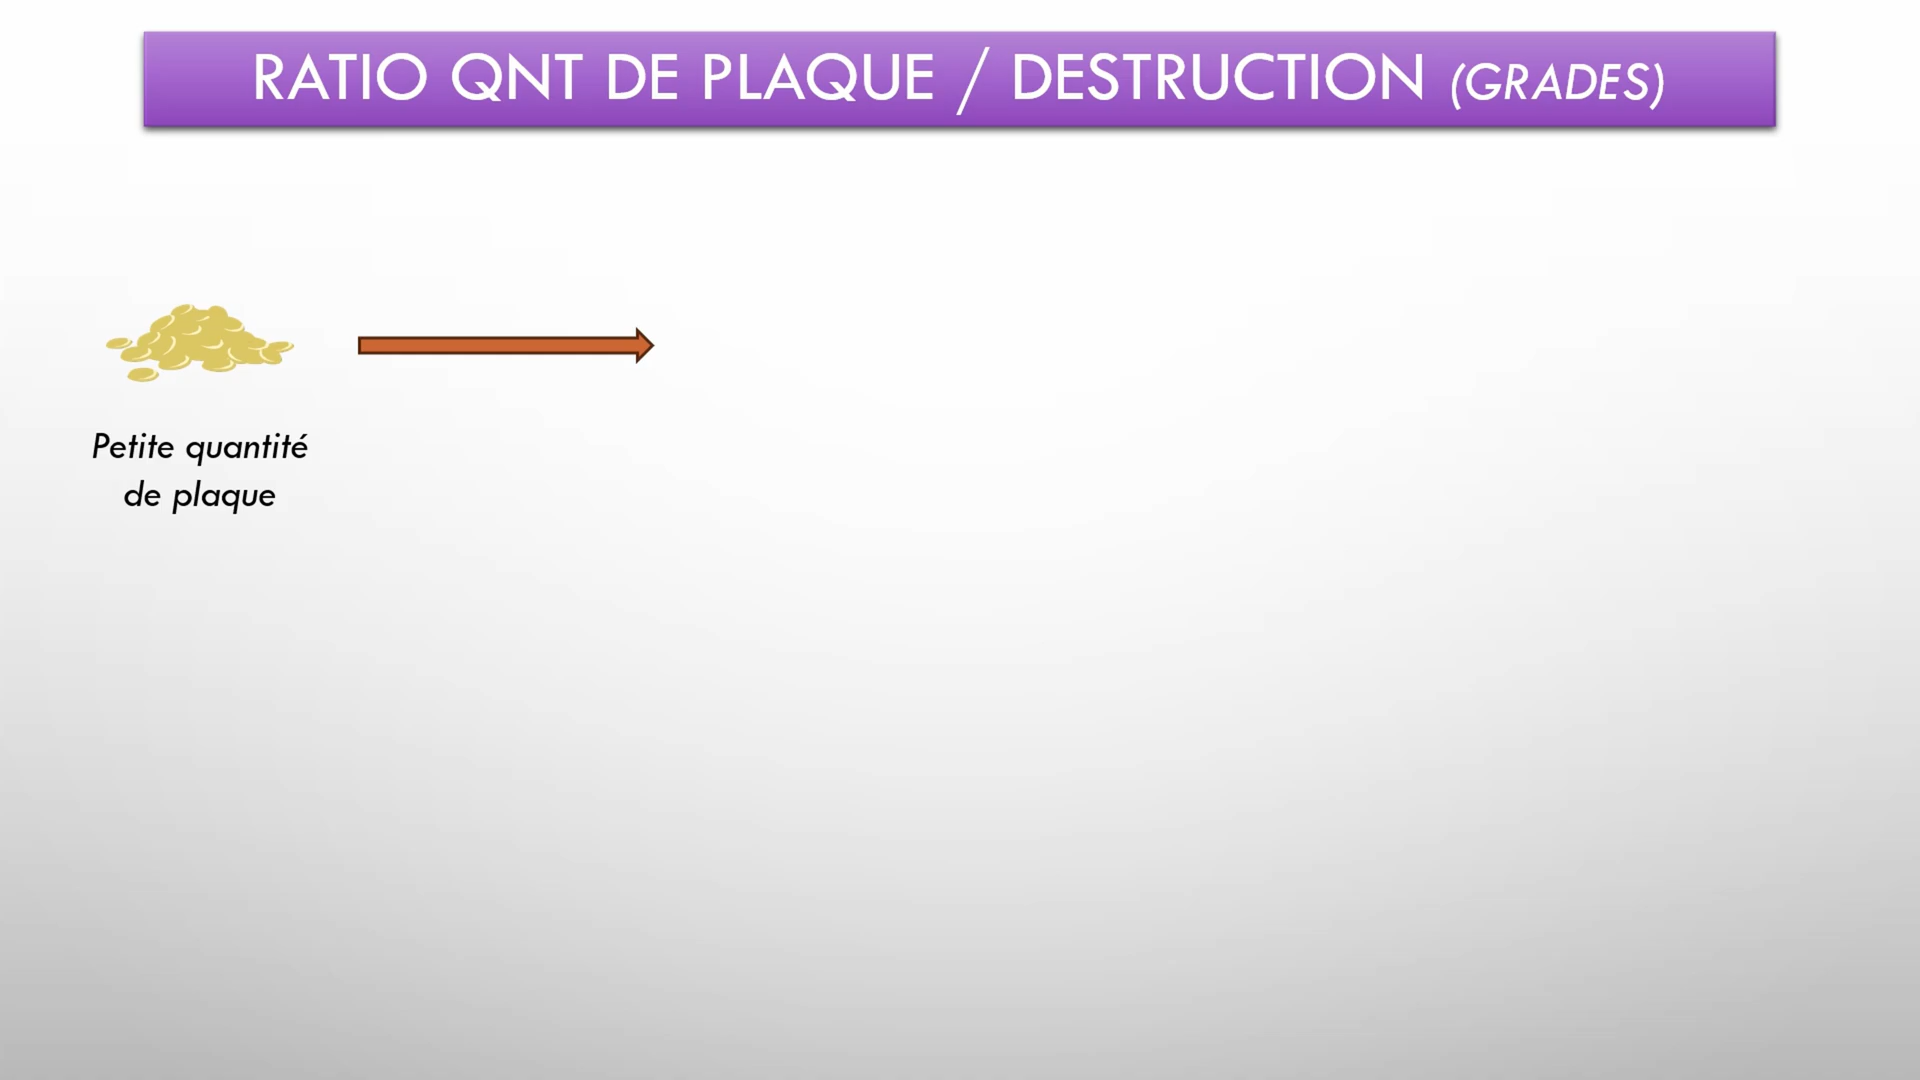 RATIO QNT DE PLAQUE / DESTRUCTION (GRADES)
Petite quantité
de plaque